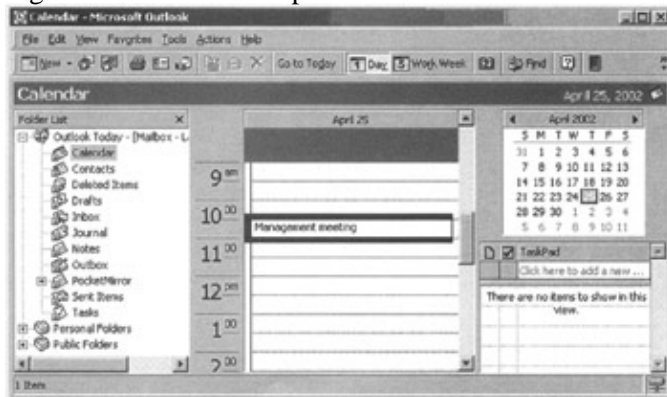 Calendar - Microsoft Outlook
File Edit View Favorites Tools Actions Help
New Go to Today 1 Day 5 Work Week 31 Find
Calendar April 25, 2002
Folder List
Outlook Today - [Mailbox - L
Calendar
Contacts
Deleted Items
Drafts
Inbox
Journal
Notes
Outbox
PocketMirror
Sent Items
Tasks
Personal Folders
Public Folders
April 25
9 am
10 00
Management meeting
11 00
12 pm
1 00
2 00
April 2002
S M T W T F S
31 1 2 3 4 5 6
7 8 9 10 11 12 13
14 15 16 17 18 19 20
21 22 23 24 26 27
28 29 30 1 2 3 4
5 6 7 8 9 10 11
TaskPad
Click here to add a new ...
There are no items to show in this
view.
1 Item